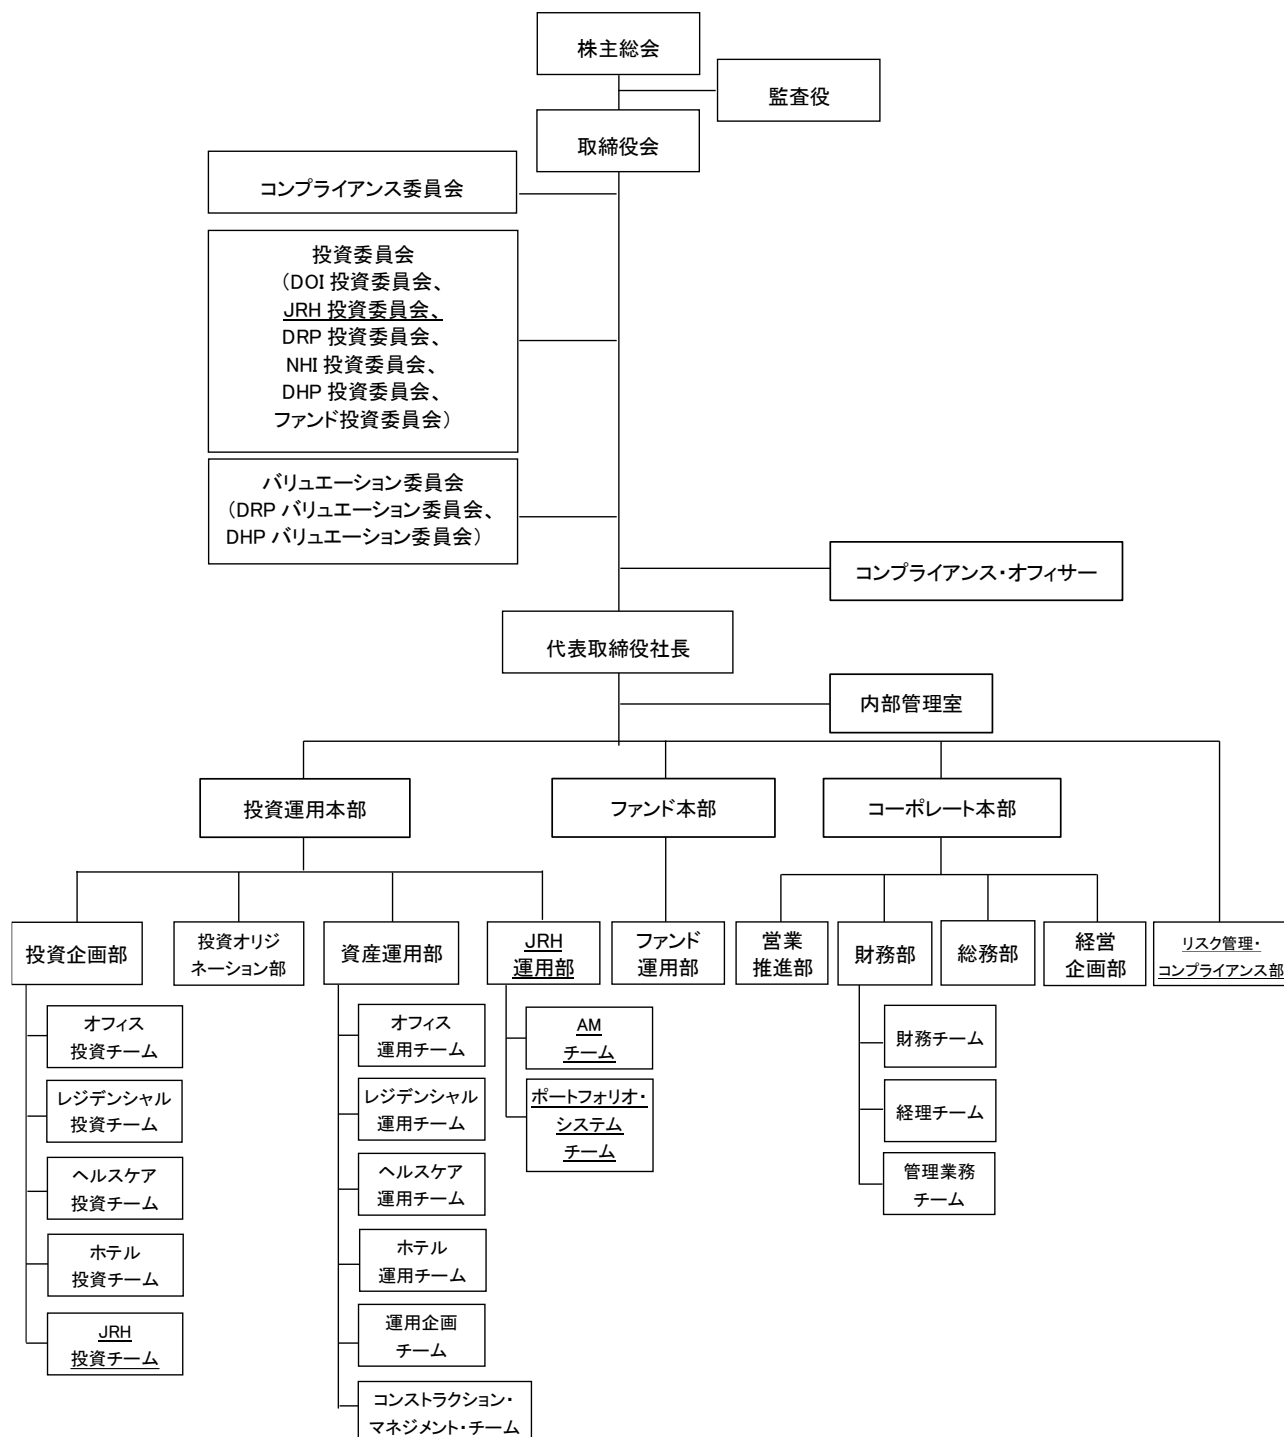 株主総会
監査役
取締役会
コンプライアンス委員会
投資委員会
（DOI 投資委員会、
JRH 投資委員会、
DRP 投資委員会、
NHI 投資委員会、
DHP 投資委員会、
ファンド投資委員会）
バリュエーション委員会
（DRP バリュエーション委員会、
DHP バリュエーション委員会）
コンプライアンス・オフィサー
代表取締役社長
内部管理室
投資運用本部
ファンド本部
コーポレート本部
投資企画部
投資オリジ
ネーション部
資産運用部
JRH
運用部
ファンド
運用部
営業
推進部
財務部
総務部
経営
企画部
リスク管理・
コンプライアンス部
オフィス
投資チーム
レジデンシャル
投資チーム
ヘルスケア
投資チーム
ホテル
投資チーム
JRH
投資チーム
オフィス
運用チーム
レジデンシャル
運用チーム
ヘルスケア
運用チーム
ホテル
運用チーム
運用企画
チーム
コンストラクション・
マネジメント・チーム
AM
チーム
ポートフォリオ・
システム
チーム
財務チーム
経理チーム
管理業務
チーム